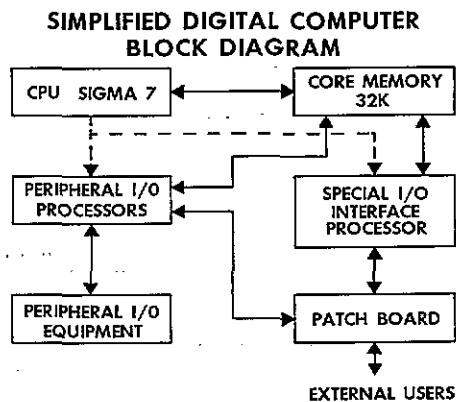 SIMPLIFIED DIGITAL COMPUTER
BLOCK DIAGRAM
CPU SIGMA 7
CORE MEMORY
32K
PERIPHERAL I/O
PROCESSORS
SPECIAL I/O
INTERFACE
PROCESSOR
PERIPHERAL I/O
EQUIPMENT
PATCH BOARD
EXTERNAL USERS